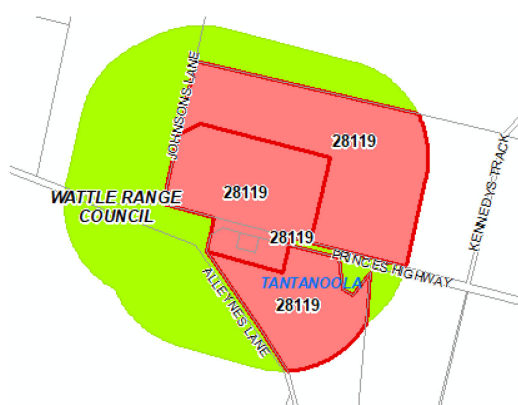 JOHNSONS LANE
28119
KENNEDYS TRACK
28119
WATTLE RANGE
COUNCIL
28119
PRINCES HIGHWAY
TANTANOOLA
ALLEYNES LANE
28119